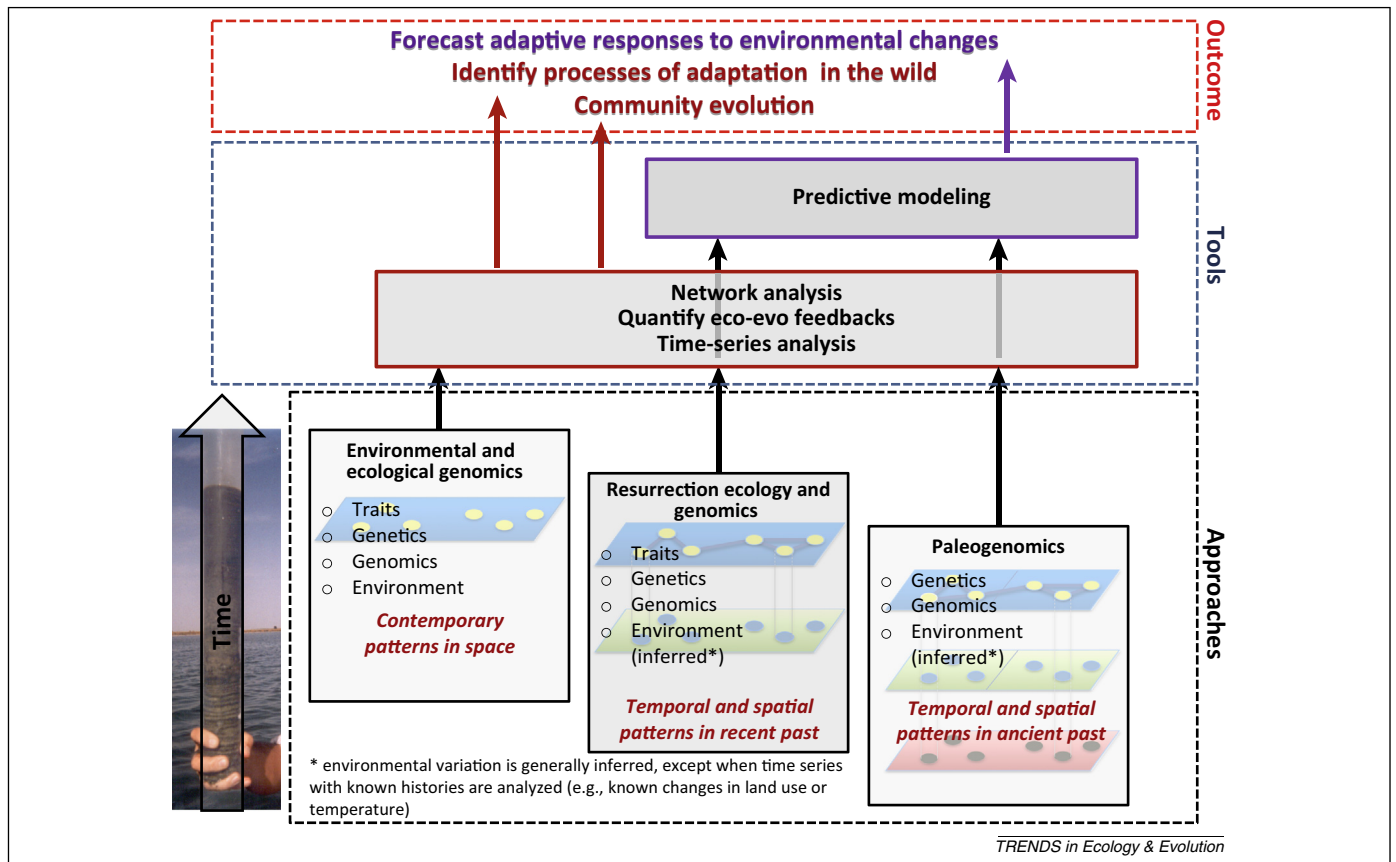 Forecast adaptive responses to environmental changes
Identify processes of adaptation in the wild
Community evolution
Outcome
Predictive modeling
Tools
Network analysis
Quantify eco-evo feedbacks
Time-series analysis
Time
Environmental and
ecological genomics
○ Traits
○ Genetics
○ Genomics
○ Environment
Contemporary
patterns in space
Resurrection ecology and
genomics
○ Traits
○ Genetics
○ Genomics
○ Environment
(inferred*)
Temporal and spatial
patterns in recent past
Paleogenomics
○ Genetics
○ Genomics
○ Environment
(inferred*)
Temporal and spatial
patterns in ancient past
Approaches
* environmental variation is generally inferred, except when time series
with known histories are analyzed (e.g., known changes in land use or
temperature)
TRENDS in Ecology & Evolution